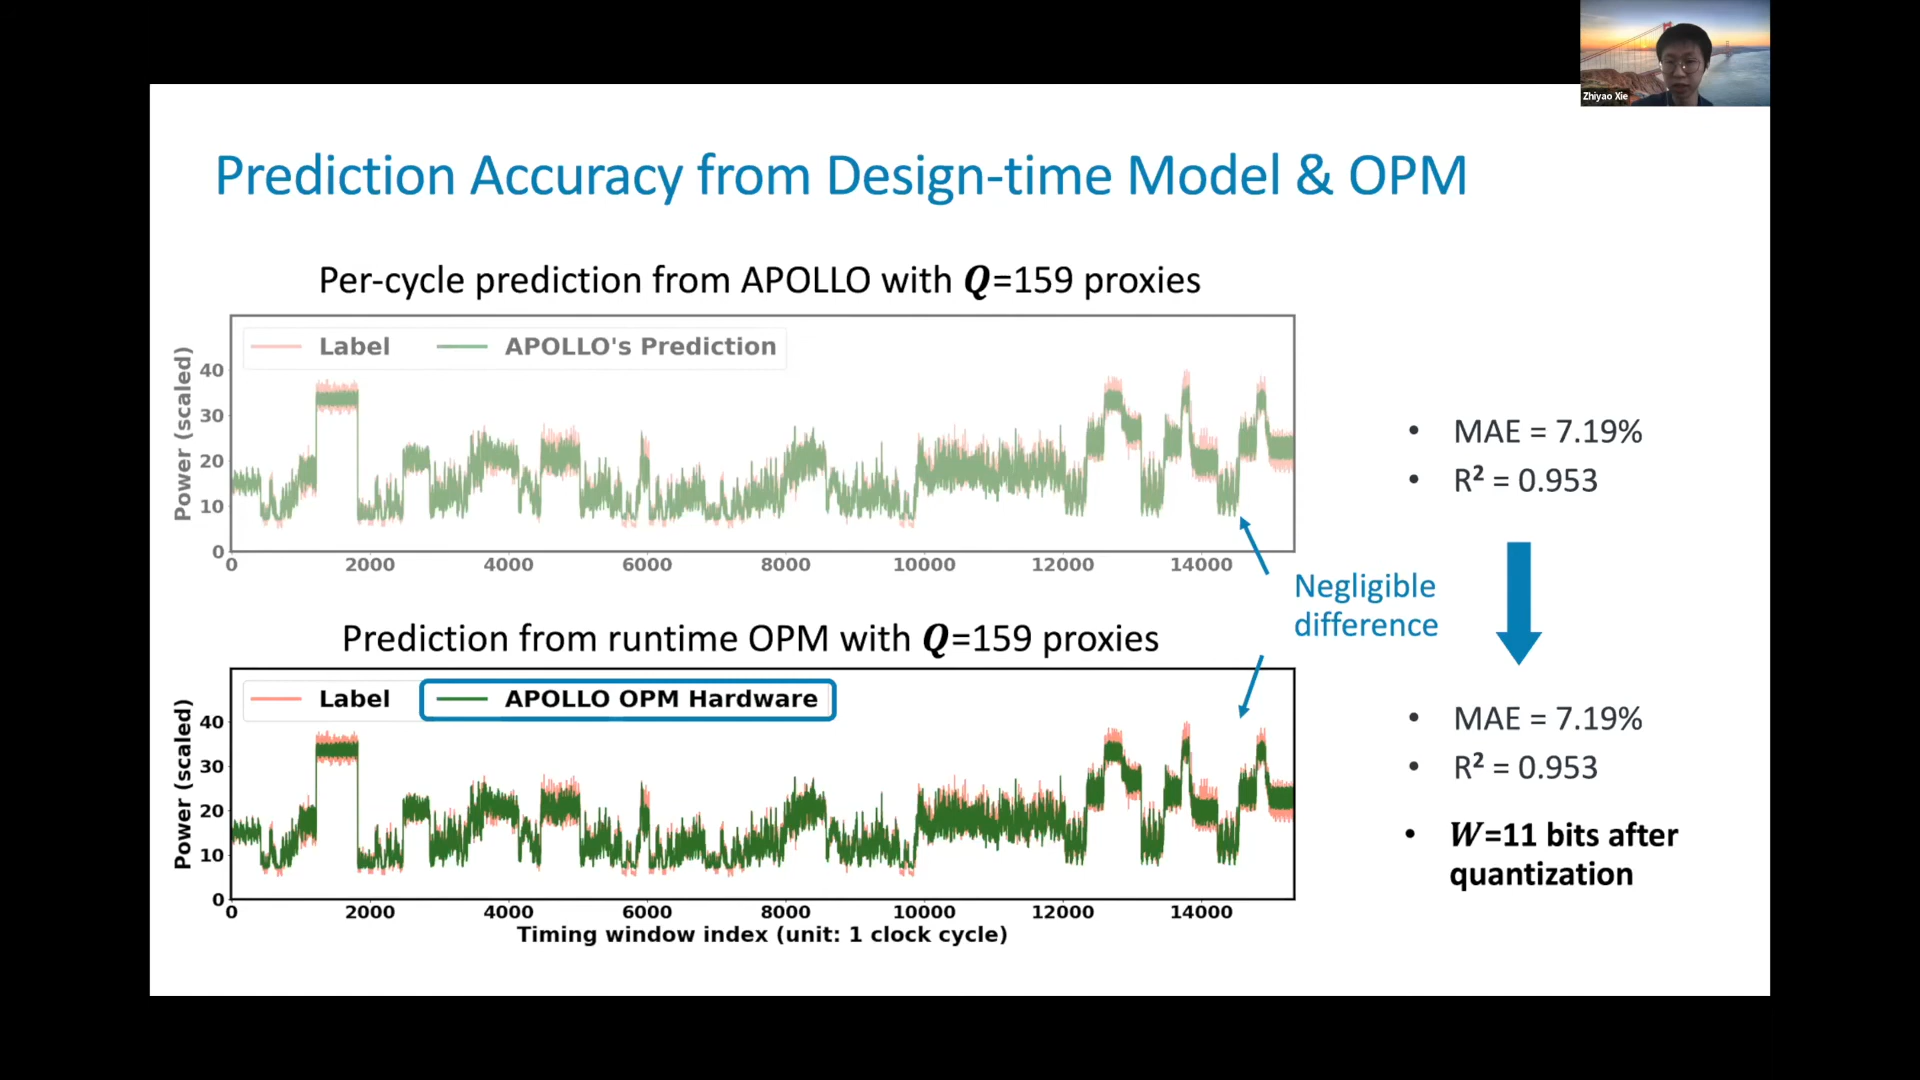 Zhiyao Xie
Prediction Accuracy from Design-time Model & OPM
Per-cycle prediction from APOLLO with Q=159 proxies
Label
APOLLO's Prediction
Power (scaled)
40
30
20
10
0
0 2000 4000 6000 8000 10000 12000 14000
• MAE = 7.19%
• R² = 0.953
Negligible
difference
Prediction from runtime OPM with Q=159 proxies
Label
APOLLO OPM Hardware
Power (scaled)
40
30
20
10
0
0 2000 4000 6000 8000 10000 12000 14000
Timing window index (unit: 1 clock cycle)
• MAE = 7.19%
• R² = 0.953
• W=11 bits after
quantization